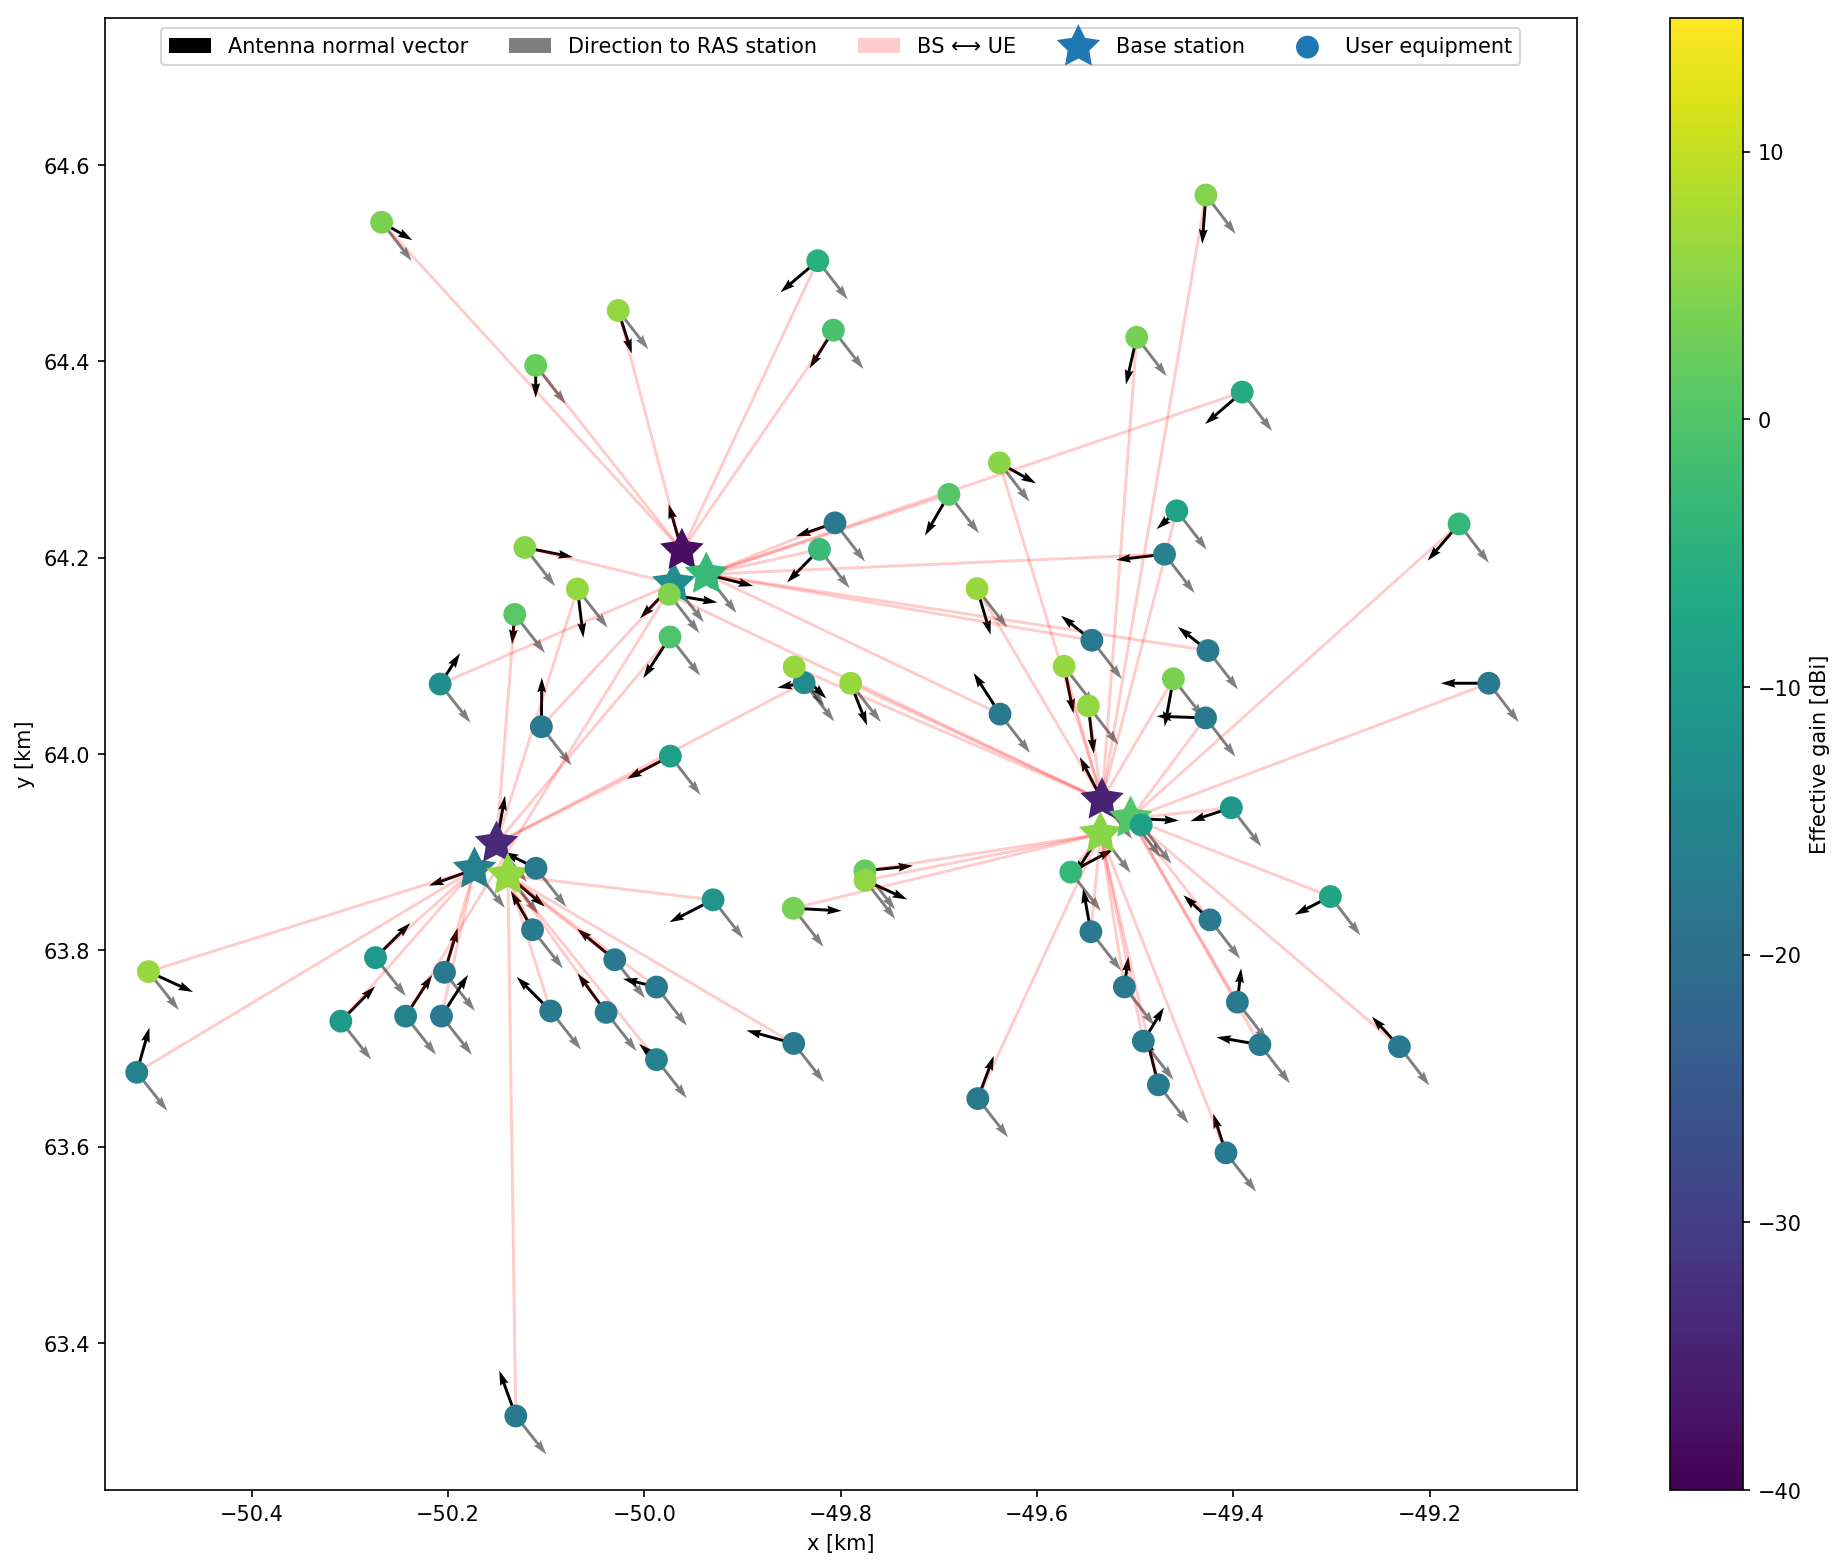 Antenna normal vector Direction to RAS station BS ⟷ UE Base station User equipment
64.6
64.4
64.2
64.0
63.8
63.6
63.4
y [km]
−50.4 −50.2 −50.0 −49.8 −49.6 −49.4 −49.2
x [km]
10
0
−10
−20
−30
−40
Effective gain [dBi]